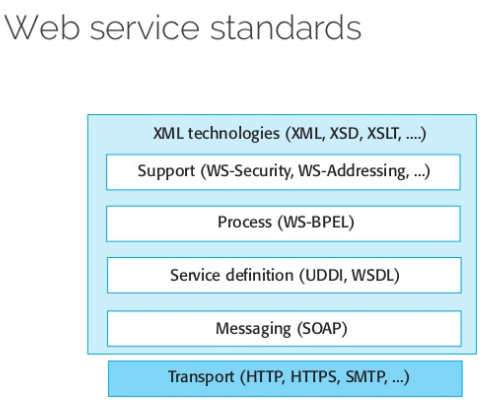 Web service standards
XML technologies (XML, XSD, XSLT, ....)
Support (WS-Security, WS-Addressing, ...)
Process (WS-BPEL)
Service definition (UDDI, WSDL)
Messaging (SOAP)
Transport (HTTP, HTTPS, SMTP, ...)